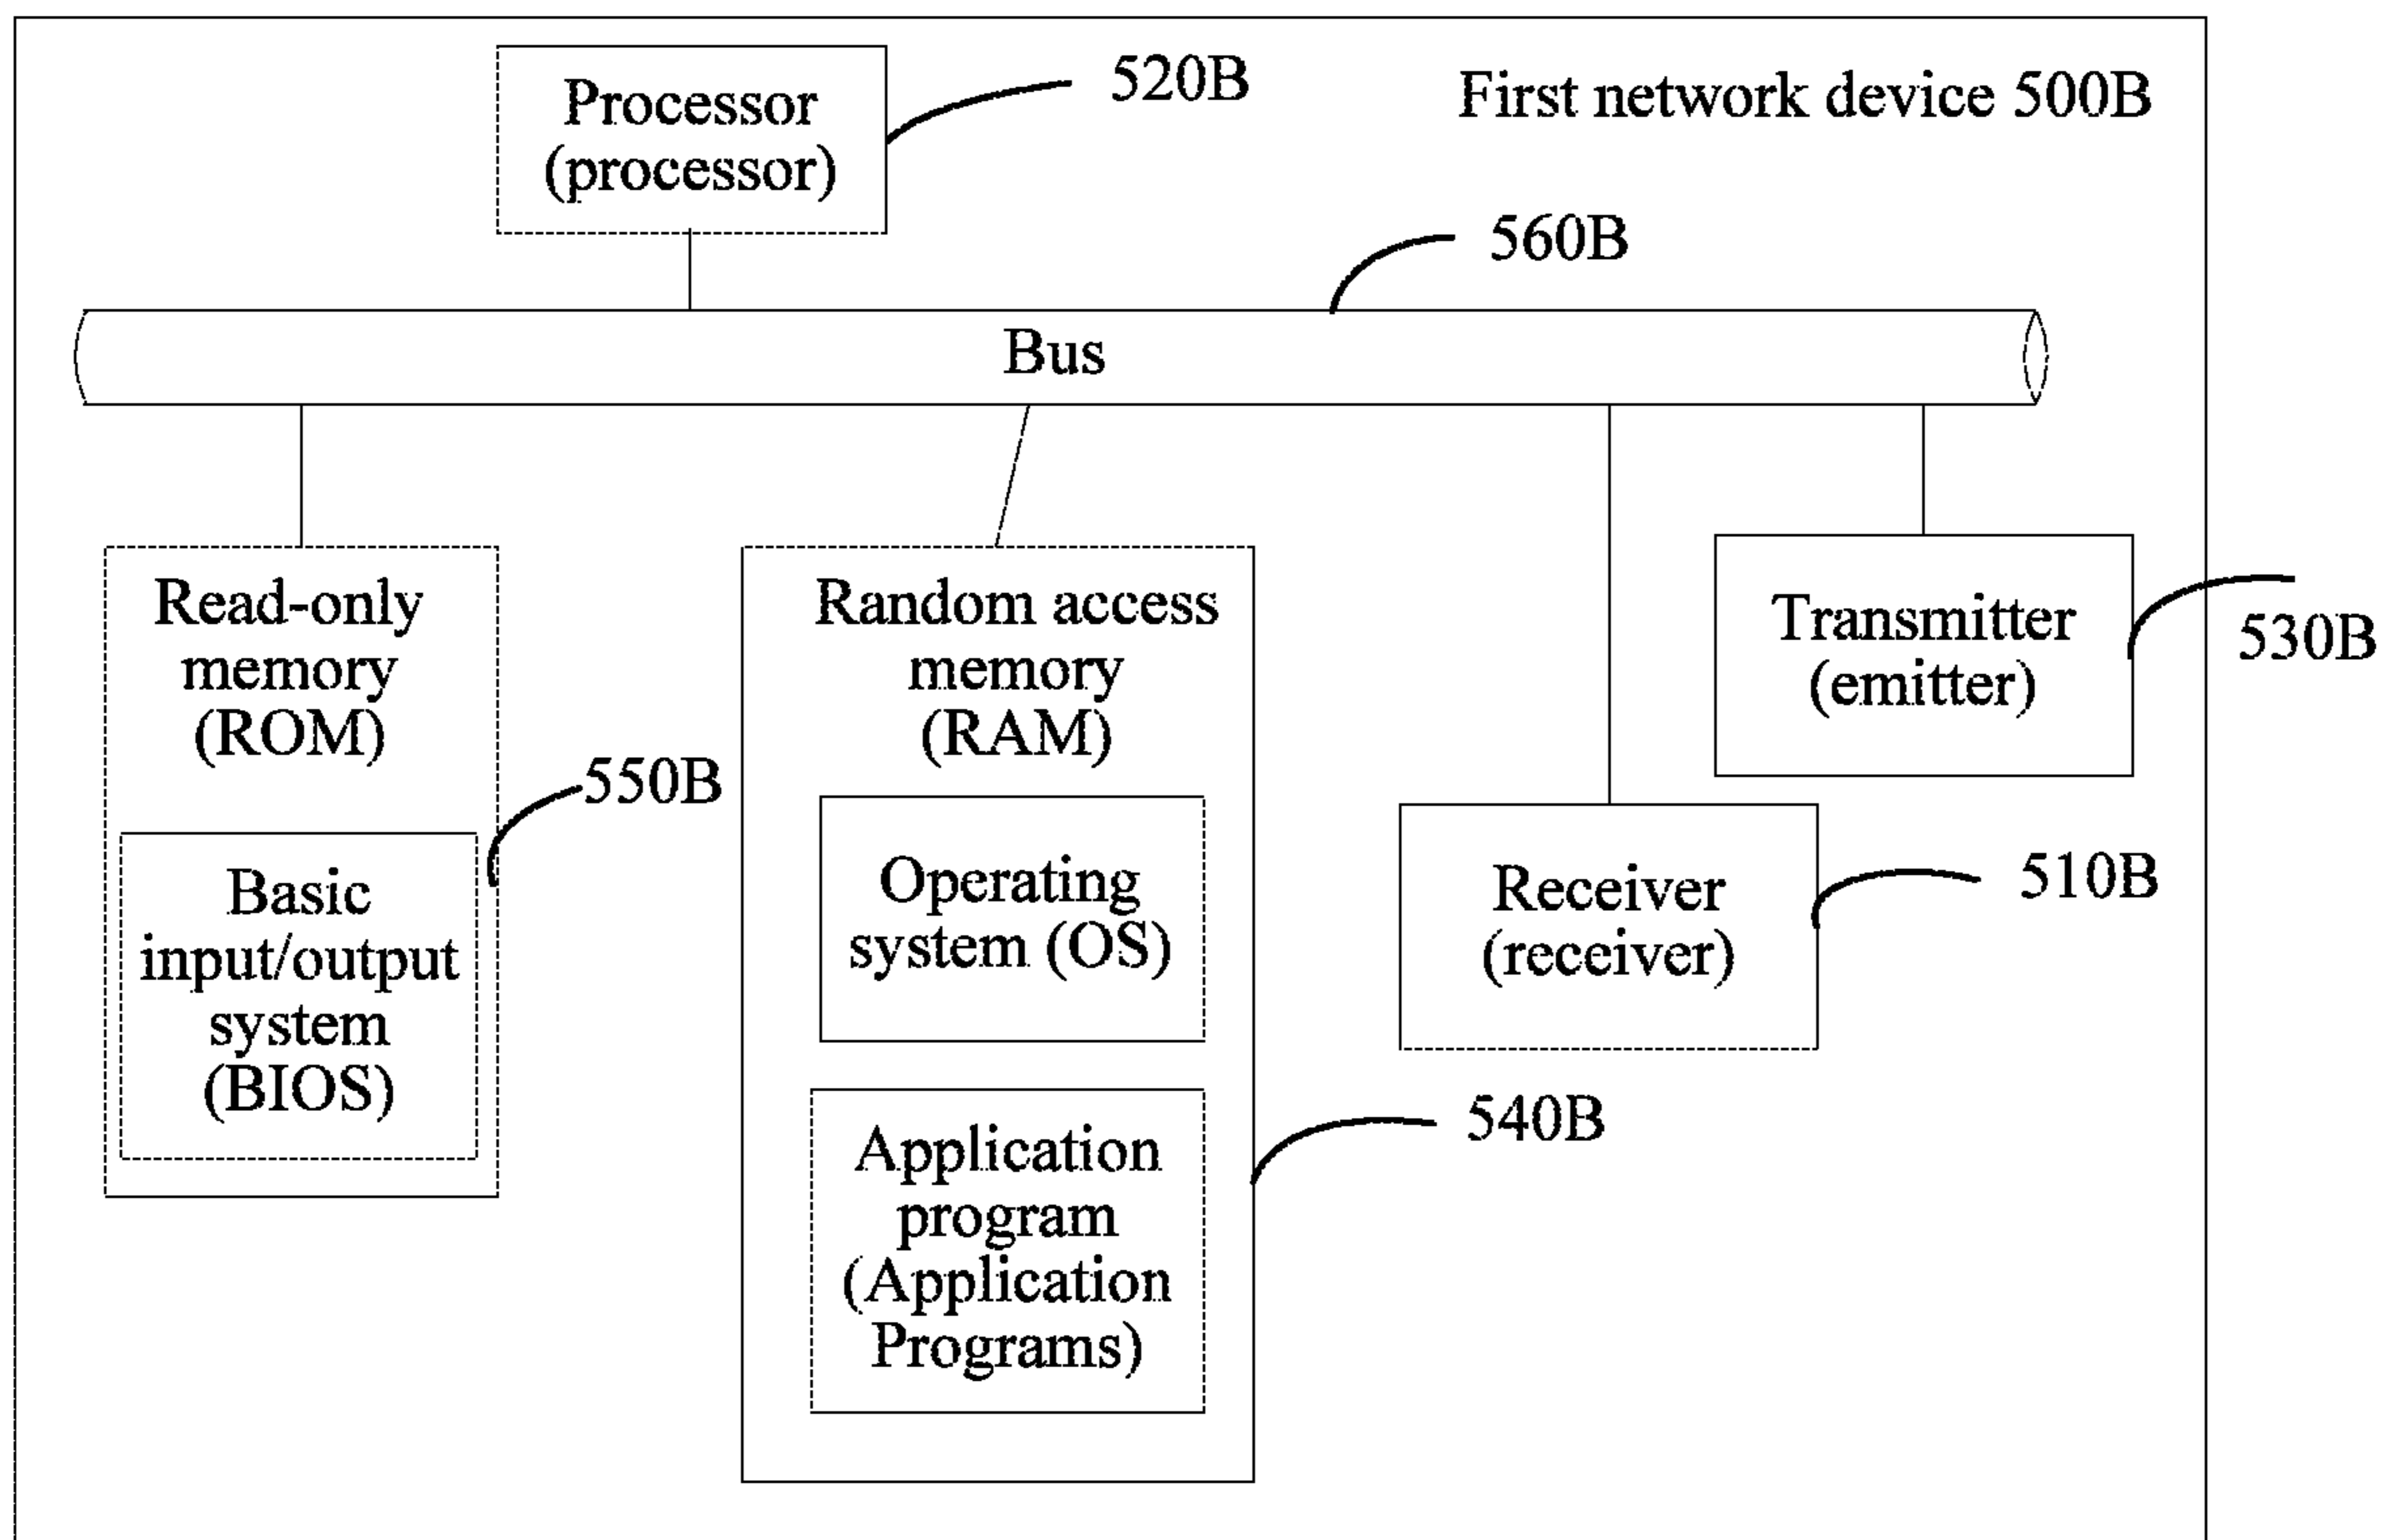 Processor
(processor)
520B
First network device 500B
560B
Bus
Read-only
memory
(ROM)
550B
Basic
input/output
system
(BIOS)
Random access
memory
(RAM)
Operating
system (OS)
Application
program
(Application
Programs)
540B
Transmitter
(emitter)
530B
Receiver
(receiver)
510B